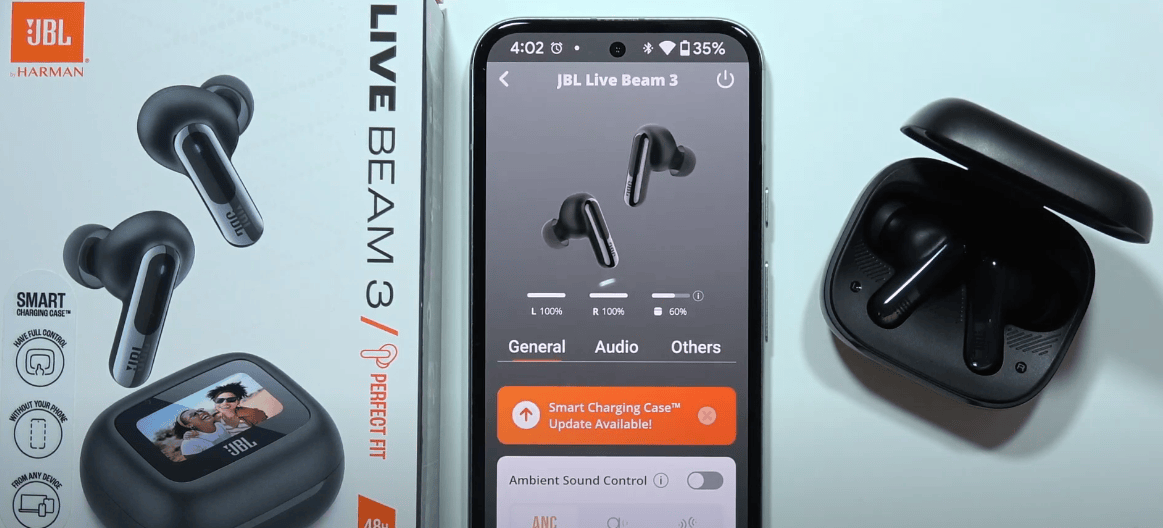 JBL
by HARMAN
LIVE BEAM 3
PERFECT FIT
48H
JBL
JBL
JBL
SMART
CHARGING CASE™
HAVE FULL CONTROL
WITHOUT YOUR PHONE
FROM ANY DEVICE
4:02
35%
JBL Live Beam 3
L 100%
R 100%
60%
General
Audio
Others
Smart Charging Case™
Update Available!
Ambient Sound Control
ANC
R